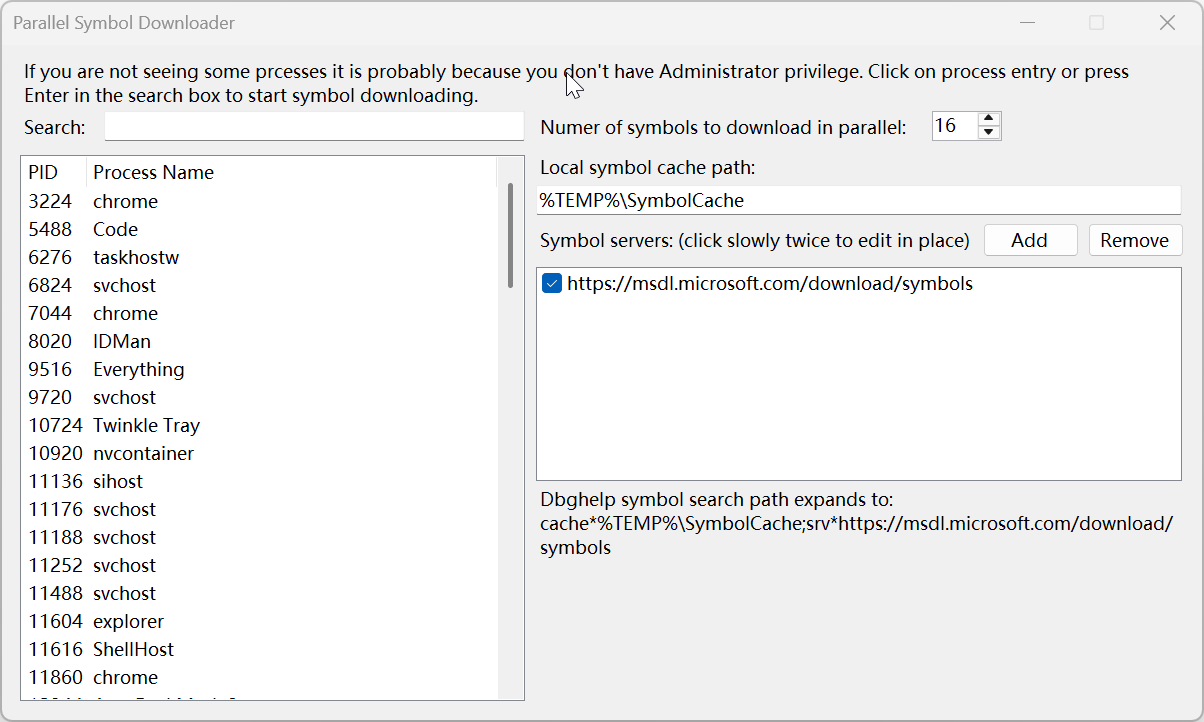 Parallel Symbol Downloader
If you are not seeing some prcesses it is probably because you don't have Administrator privilege. Click on process entry or press
Enter in the search box to start symbol downloading.
Search:
PID Process Name
3224 chrome
5488 Code
6276 taskhostw
6824 svchost
7044 chrome
8020 IDMan
9516 Everything
9720 svchost
10724 Twinkle Tray
10920 nvcontainer
11136 sihost
11176 svchost
11188 svchost
11252 svchost
11488 svchost
11604 explorer
11616 ShellHost
11860 chrome
Numer of symbols to download in parallel: 16
Local symbol cache path:
%TEMP%\SymbolCache
Symbol servers: (click slowly twice to edit in place) Add Remove
https://msdl.microsoft.com/download/symbols
Dbghelp symbol search path expands to:
cache*%TEMP%\SymbolCache;srv*https://msdl.microsoft.com/download/
symbols